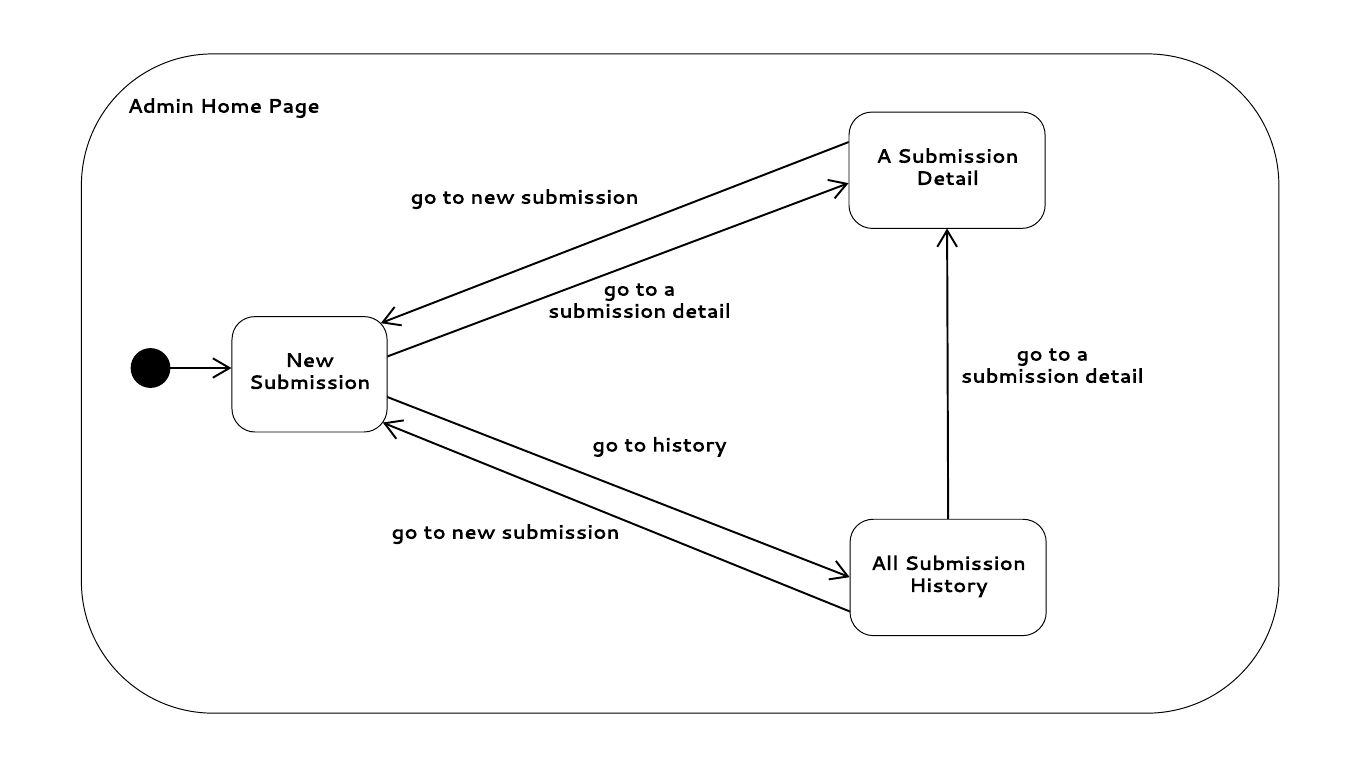 Admin Home Page
A Submission
Detail
go to new submission
go to a
submission detail
New
Submission
go to a
submission detail
go to history
go to new submission
All Submission
History